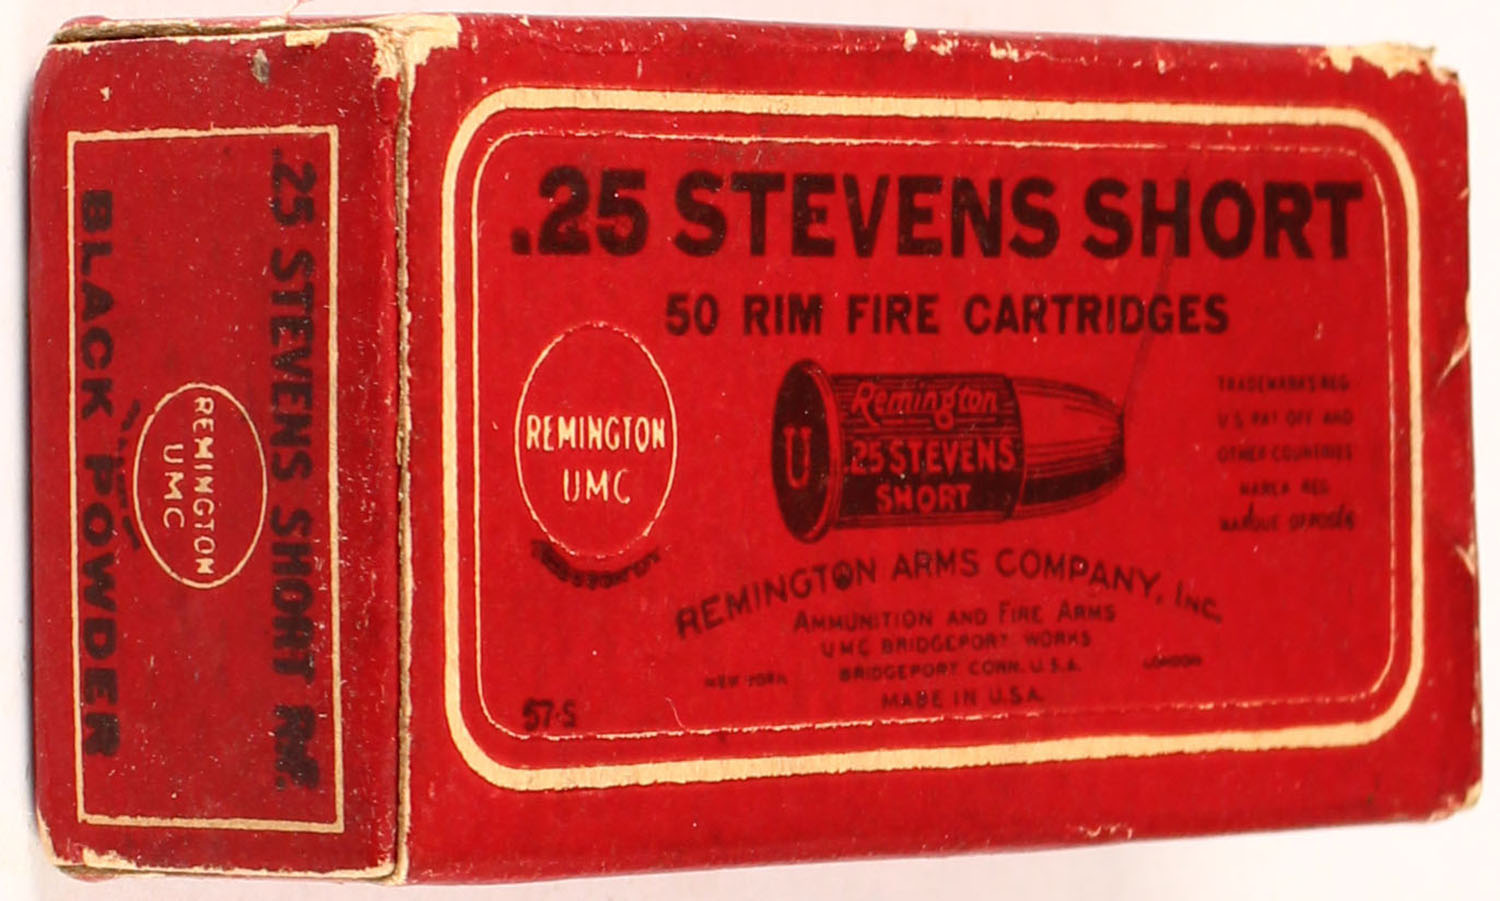 .25 STEVENS SHORT
50 RIM FIRE CARTRIDGES
REMINGTON
UMC
U
Remington
.25 STEVENS
SHORT
TRADEMARKS REG.
U.S. PAT. OFF. AND
OTHER COUNTRIES
MARCA REG.
REMINGTON ARMS COMPANY, INC.
AMMUNITION AND FIRE ARMS
UMC BRIDGEPORT WORKS
BRIDGEPORT CONN. U.S.A.
NEW YORK
LONDON
MADE IN U.S.A.
57-S
.25 STEVENS SHORT R.F.
REMINGTON
UMC
BLACK POWDER